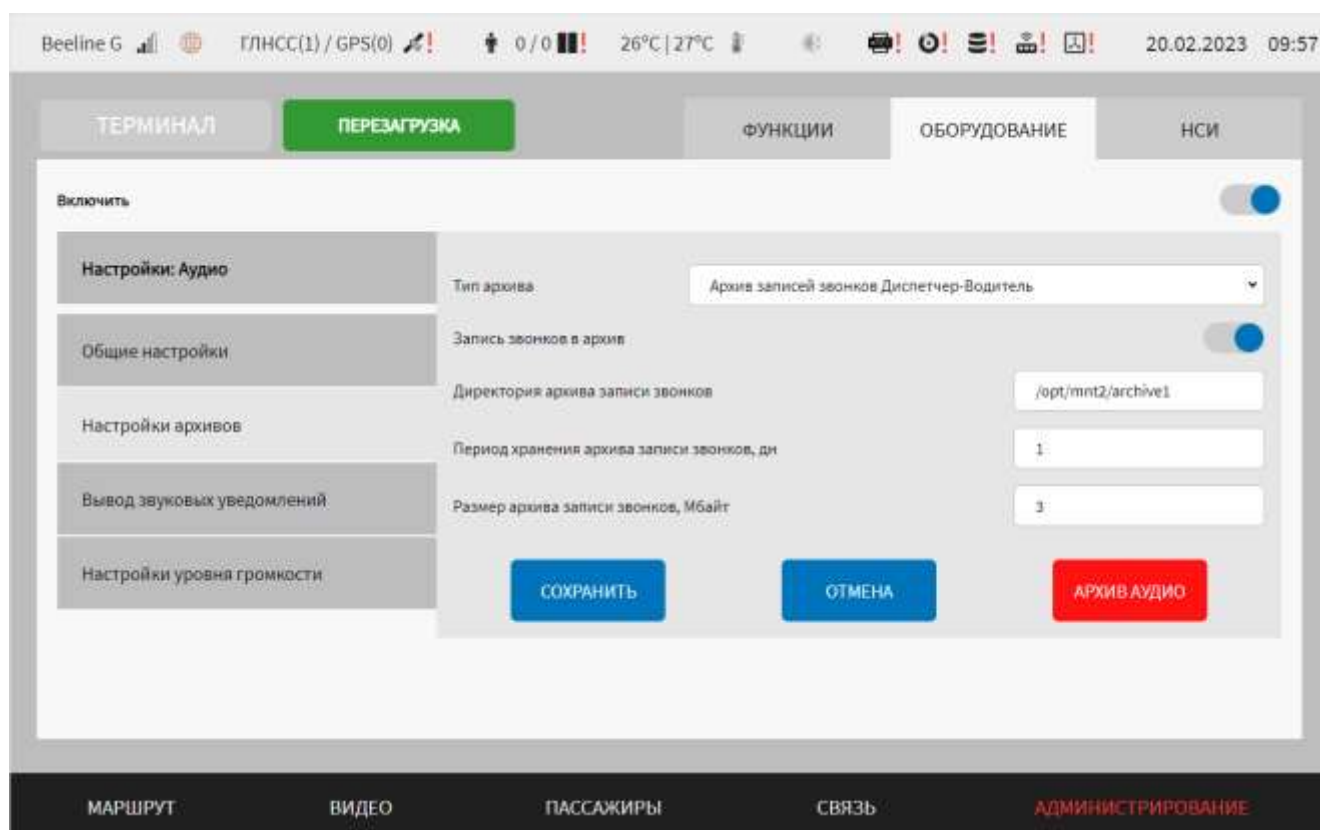 Beeline G ГЛНСС(1) / GPS(0) ! 0 / 0 ! 26°C | 27°C ! ! ! ! ! 20.02.2023 09:57
ТЕРМИНАЛ ПЕРЕЗАГРУЗКА ФУНКЦИИ ОБОРУДОВАНИЕ НСИ
Включить
Настройки: Аудио
Тип архива Архив записей звонков Диспетчер-Водитель
Запись звонков в архив
Общие настройки
Директория архива записи звонков /opt/mnt2/archive1
Настройки архивов
Период хранения архива записи звонков, дн 1
Вывод звуковых уведомлений
Размер архива записи звонков, Мбайт 3
Настройки уровня громкости
СОХРАНИТЬ ОТМЕНА АРХИВ АУДИО
МАРШРУТ ВИДЕО ПАССАЖИРЫ СВЯЗЬ АДМИНИСТРИРОВАНИЕ